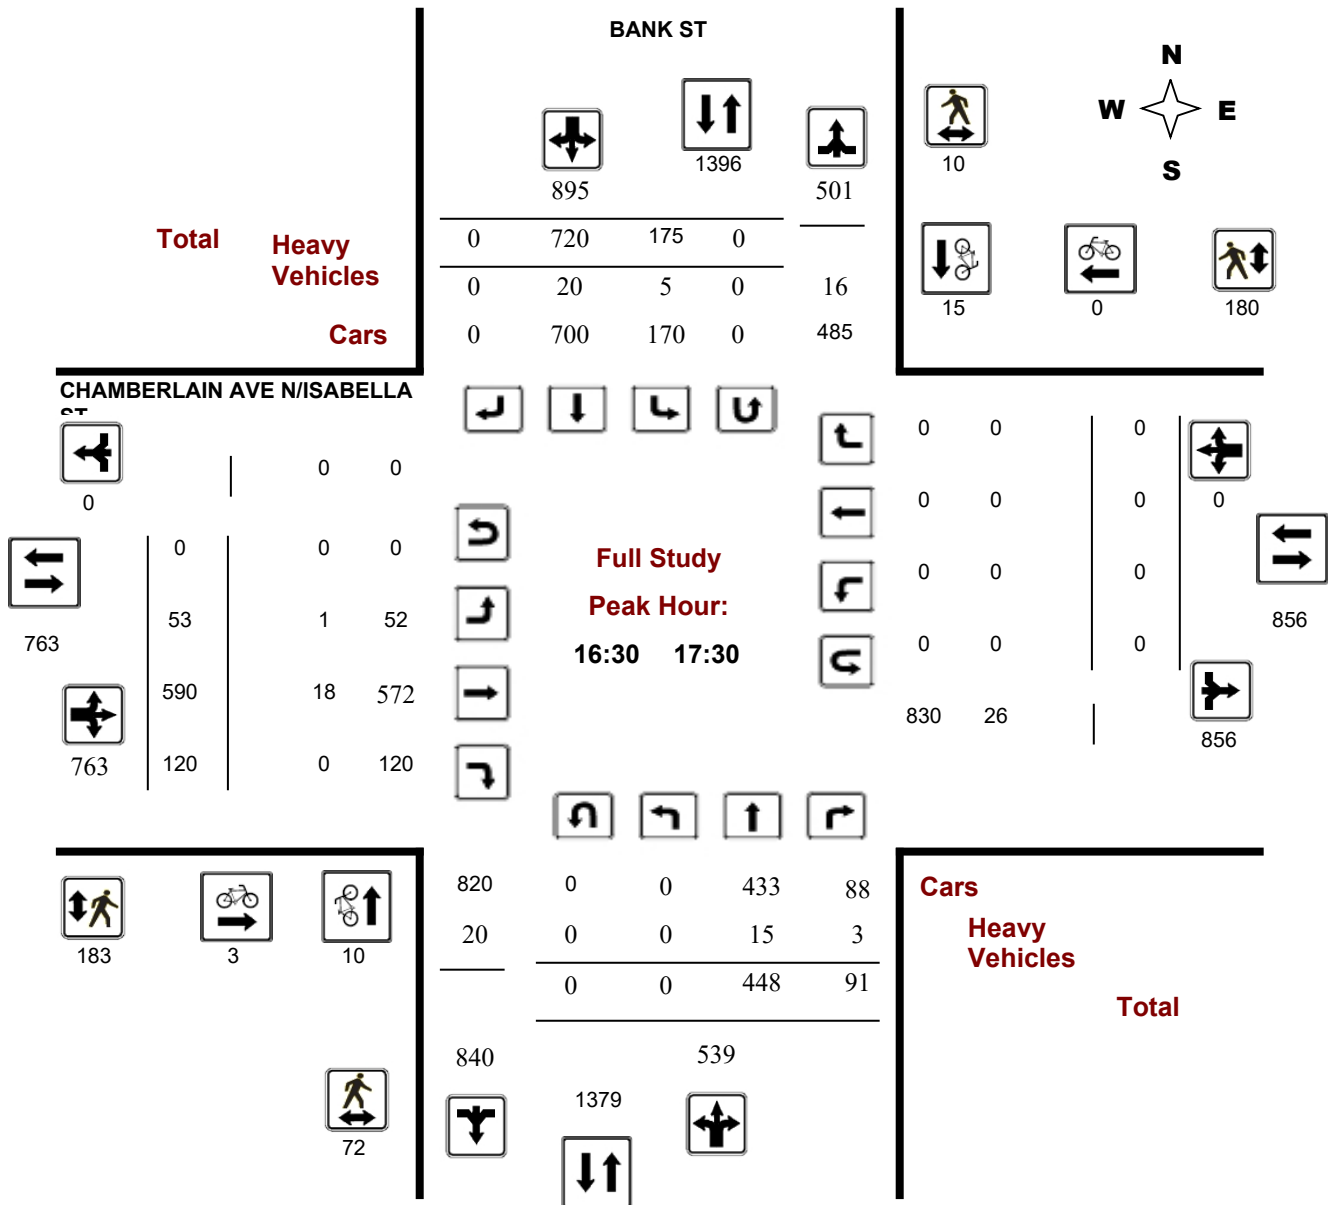 BANK ST
N
W E
S
895
1396
501
10
Total
Heavy
Vehicles
Cars
0 720 175 0
0 20 5 0 16
0 700 170 0 485
15 0 180
CHAMBERLAIN AVE N/ISABELLA
0 0
0
0 0 0
53 1 52
763
590 18 572
763
120 0 120
Full Study
Peak Hour:
16:30 17:30
0 0 0
0 0 0 0
0 0 0
0 0 0
856
830 26
856
183 3 10
72
820 0 0 433 88
20 0 0 15 3
0 0 448 91
840 539
1379
Cars
Heavy
Vehicles
Total